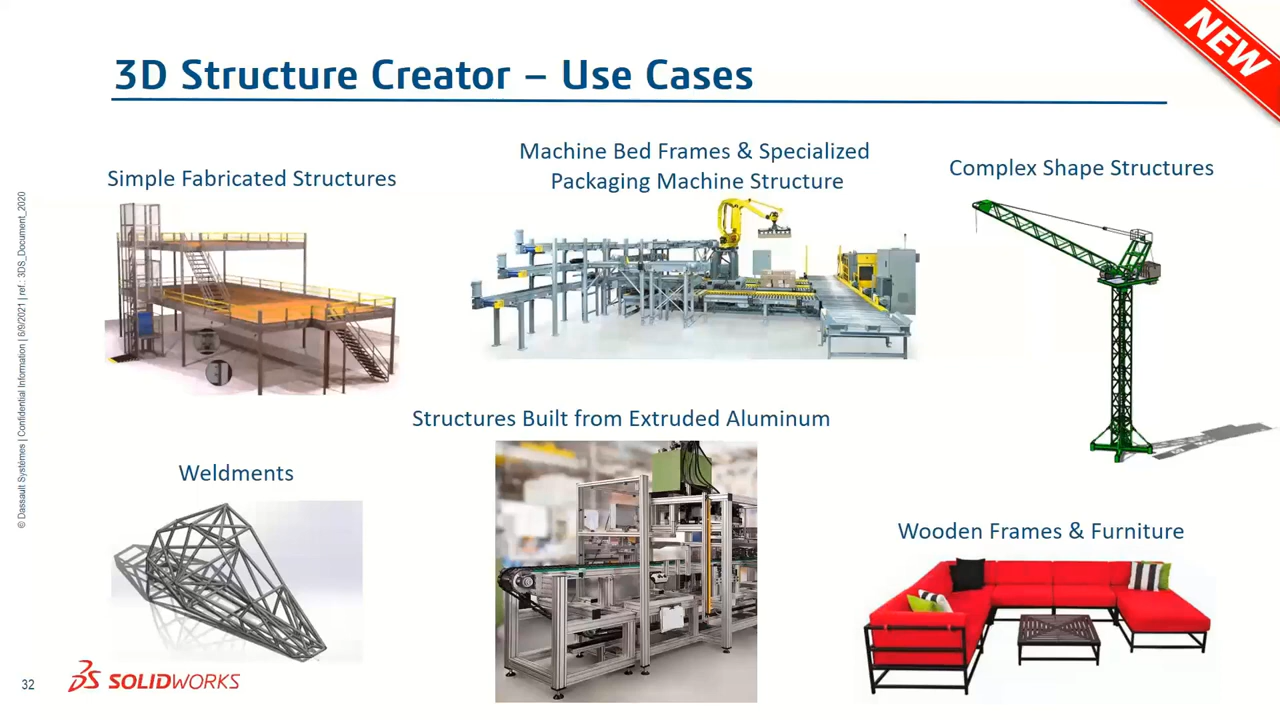 NEW
3D Structure Creator – Use Cases
Simple Fabricated Structures
Machine Bed Frames & Specialized
Packaging Machine Structure
Complex Shape Structures
Structures Built from Extruded Aluminum
Weldments
Wooden Frames & Furniture
© Dassault Systèmes | Confidential Information | 6/9/2021 | ref.: 3DS_Document_2020
32
SOLIDWORKS